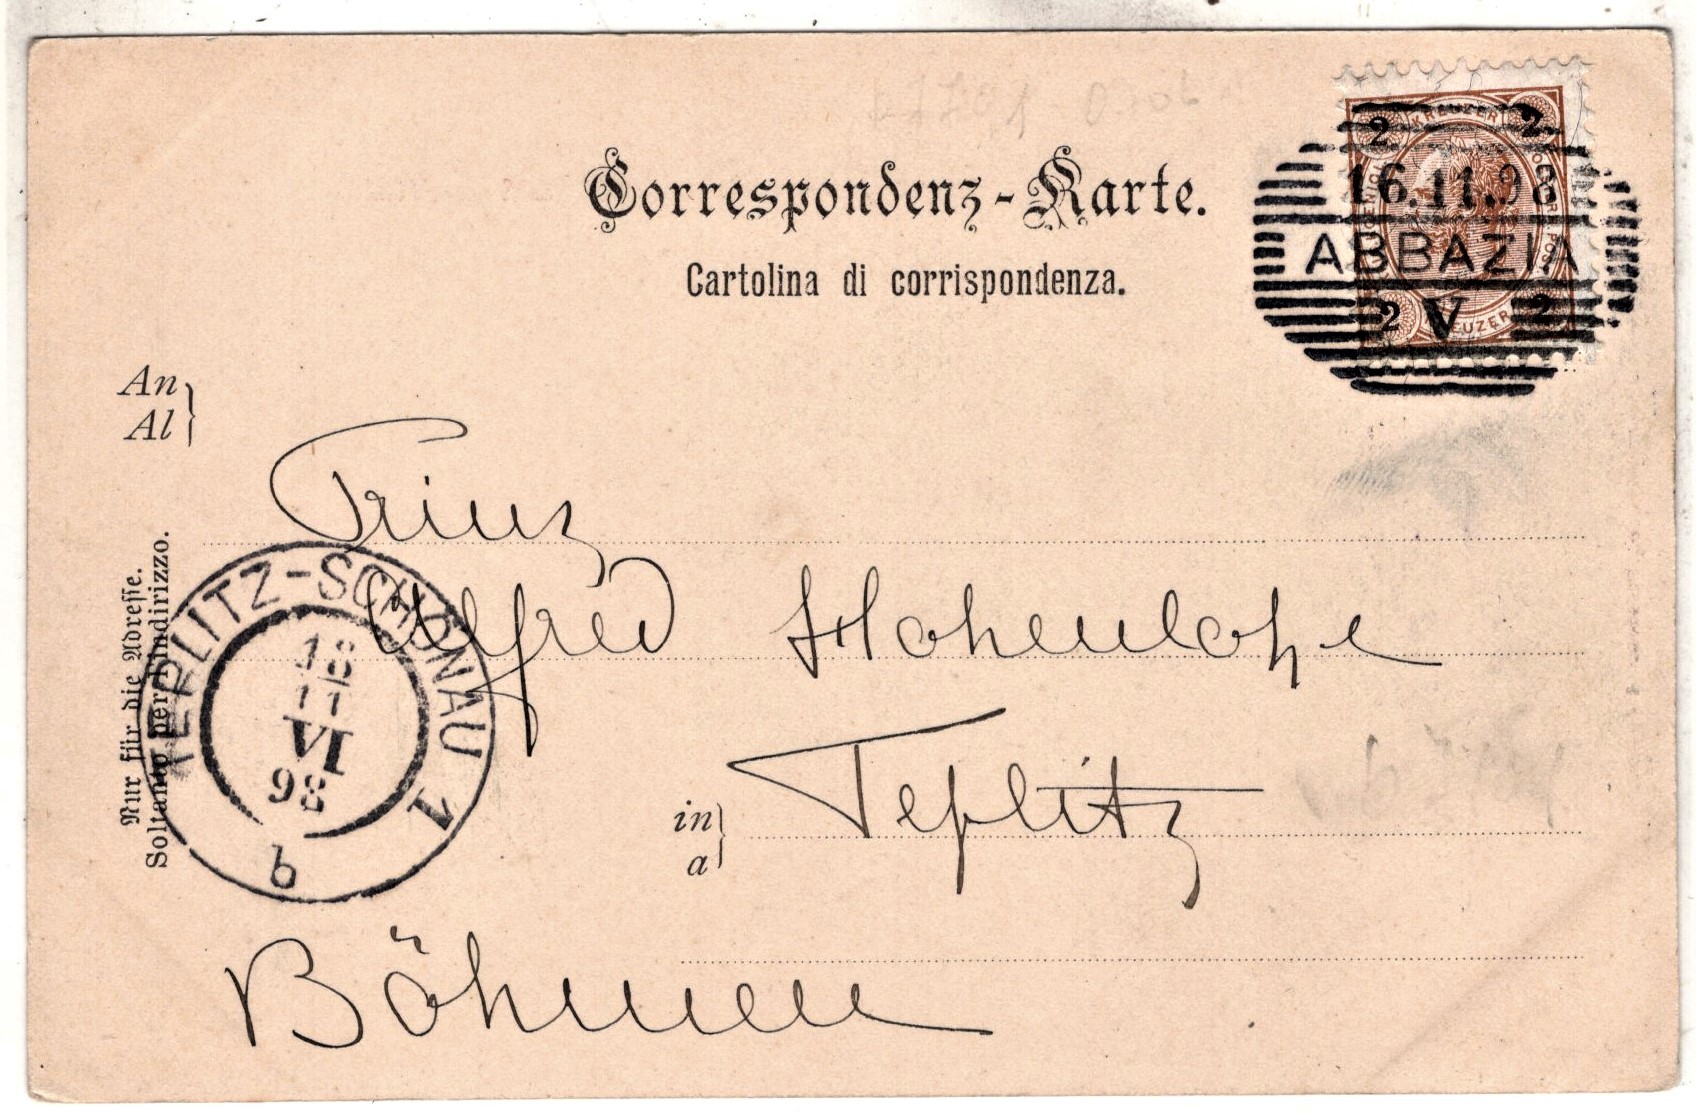 Correspondenz-Karte.
Cartolina di corrispondenza.
2 KREUZER 2
16.11.98
ABBAZIA
2 V 2
KREUZER
An
Al
Prinz
Alfred Hohenlohe
in
a
Teplitz
Böhmen
Nur für die Adresse.
Soltanto per l'indirizzo.
TEPLITZ-SCHÖNAU 1
18
11
VI
98
b